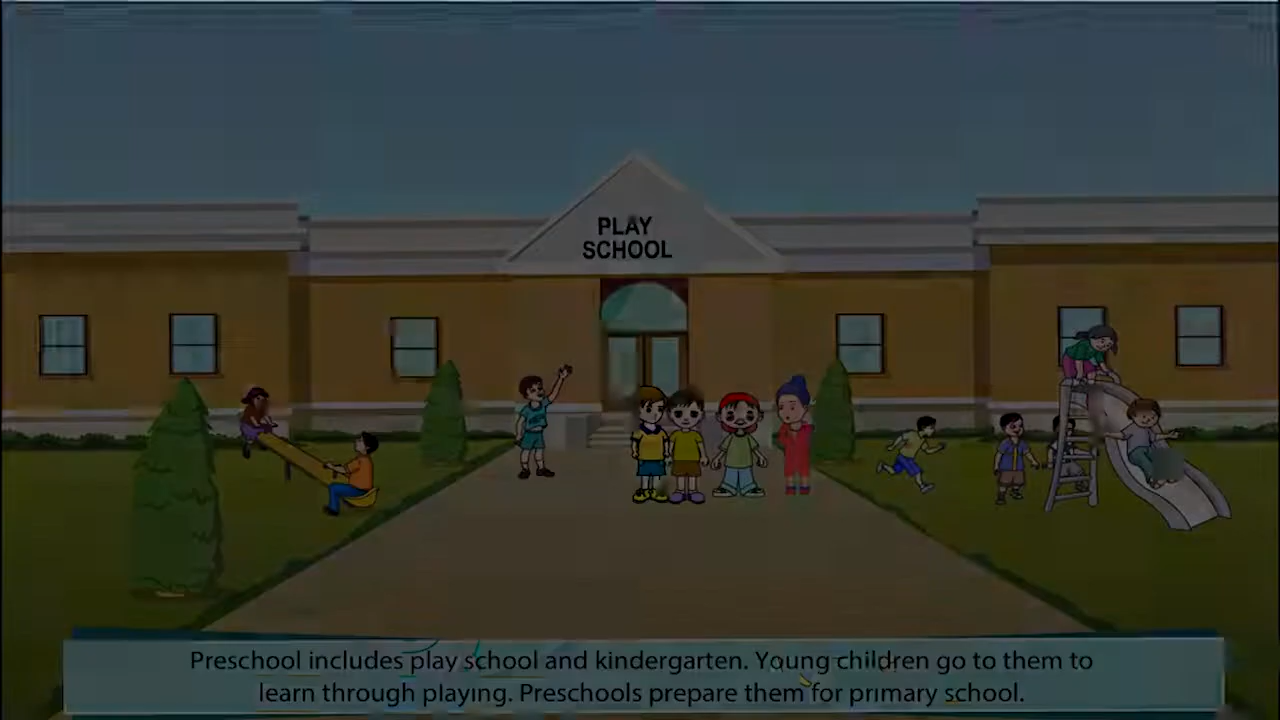 PLAY
SCHOOL
Preschool includes play school and kindergarten. Young children go to them to
learn through playing. Preschools prepare them for primary school.